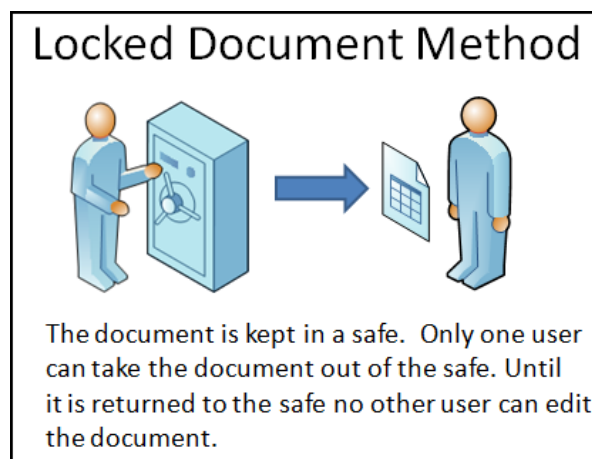 Locked Document Method
The document is kept in a safe.  Only one user
can take the document out of the safe. Until
it is returned to the safe no other user can edit
the document.